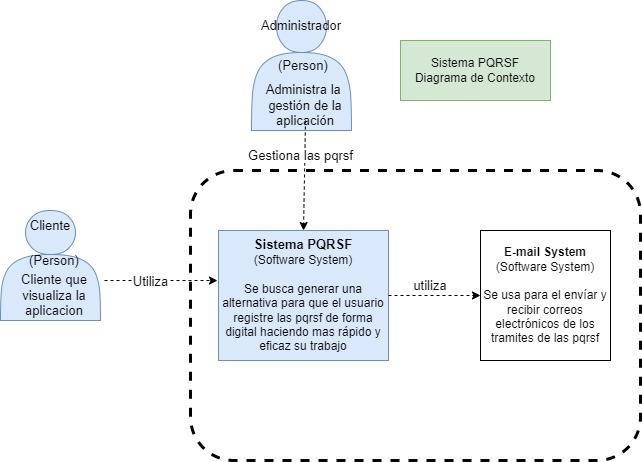 Administrador
(Person)
Administra la
gestión de la
aplicación
Sistema PQRSF
Diagrama de Contexto
Gestiona las pqrsf
Cliente
(Person)
Cliente que
visualiza la
aplicacion
Utiliza
Sistema PQRSF
(Software System)
Se busca generar una
alternativa para que el usuario
registre las pqrsf de forma
digital haciendo mas rápido y
eficaz su trabajo
utiliza
E-mail System
(Software System)
Se usa para el envíar y
recibir correos
electrónicos de los
tramites de las pqrsf